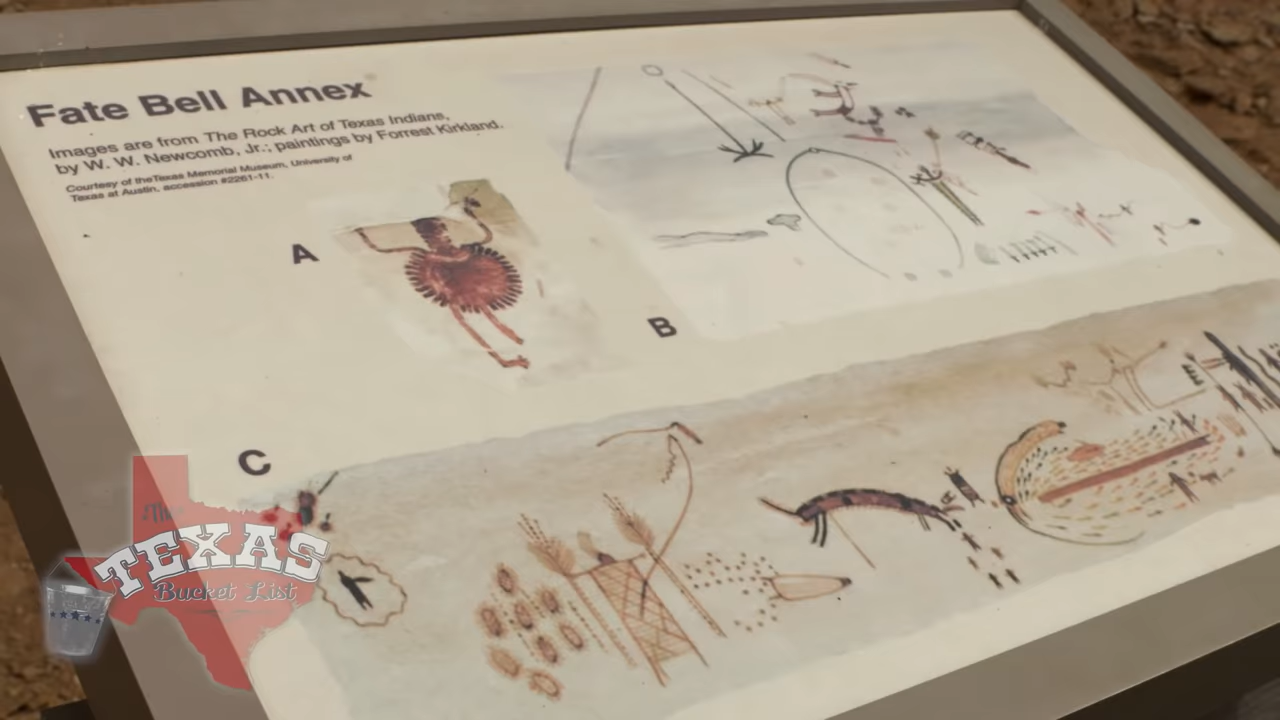 Fate Bell Annex
Images are from The Rock Art of Texas Indians,
by W. W. Newcomb, Jr.; paintings by Forrest Kirkland.
Courtesy of theTexas Memorial Museum, University of
Texas at Austin, accession #2261-11.
A
B
C
The
TEXAS
Bucket List